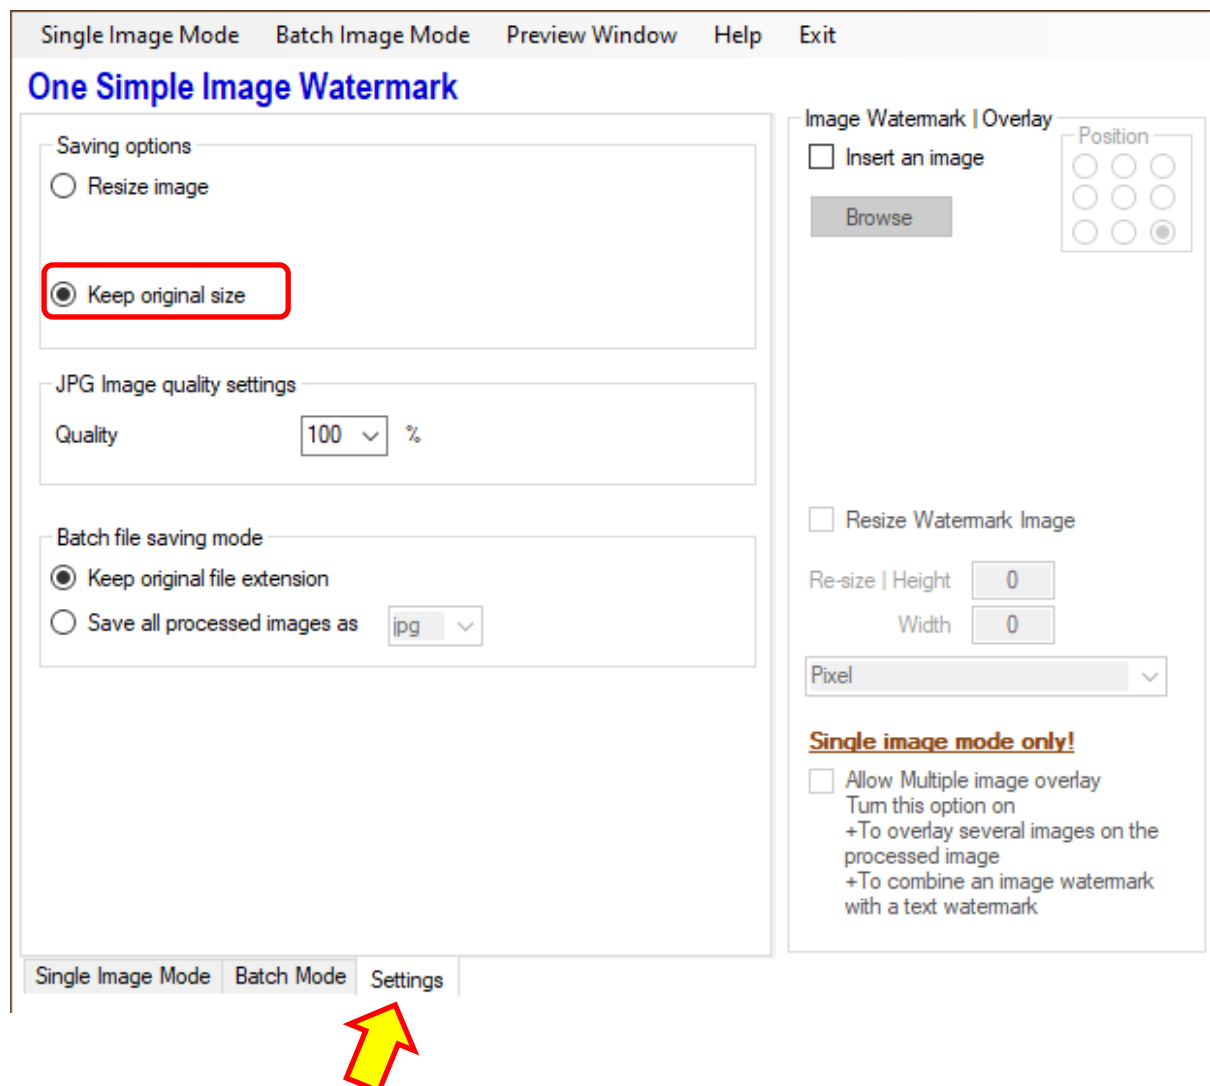 Single Image Mode Batch Image Mode Preview Window Help Exit
One Simple Image Watermark
Saving options
Resize image
Keep original size
JPG Image quality settings
Quality 100 %
Batch file saving mode
Keep original file extension
Save all processed images as jpg
Image Watermark | Overlay
Position
Insert an image
Browse
Resize Watermark Image
Re-size | Height 0
Width 0
Pixel
Single image mode only!
Allow Multiple image overlay
Turn this option on
+To overlay several images on the
processed image
+To combine an image watermark
with a text watermark
Single Image Mode Batch Mode Settings